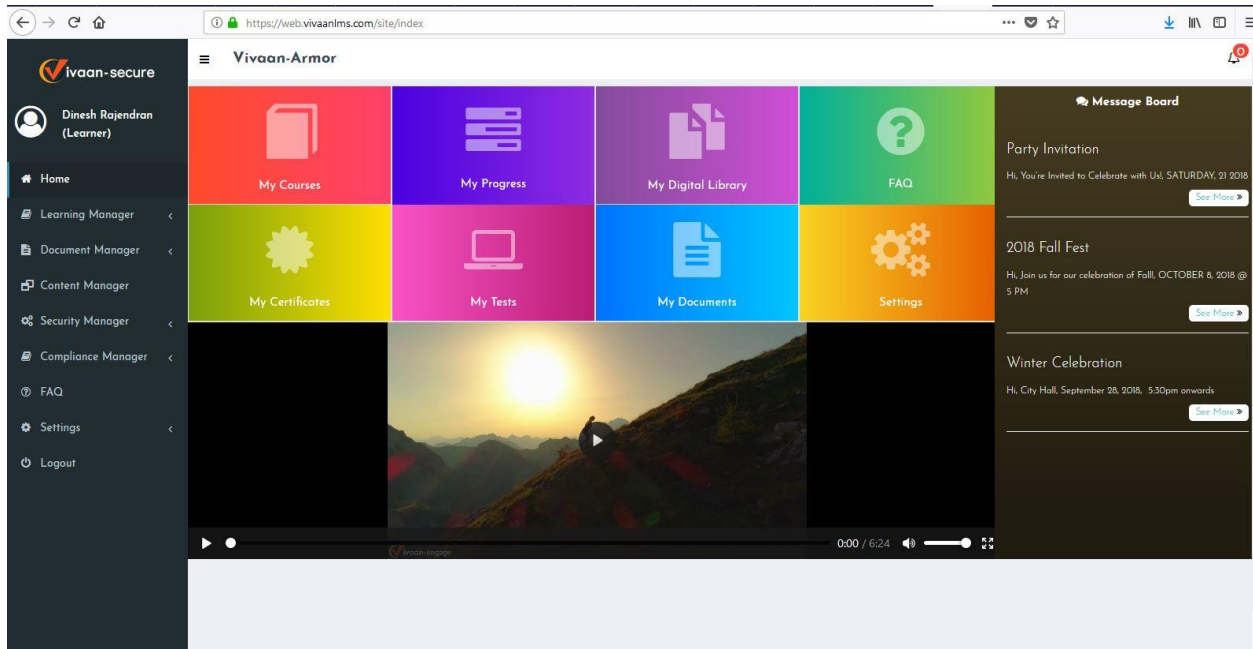 https://web.vivaanlms.com/site/index
Vivaan-secure
Dinesh Rajendran
(Learner)
Home
Learning Manager
Document Manager
Content Manager
Security Manager
Compliance Manager
FAQ
Settings
Logout
Vivaan-Armor
0
My Courses
My Progress
My Digital Library
FAQ
My Certificates
My Tests
My Documents
Settings
Vivaan-engage
0:00 / 6:24
Message Board
Party Invitation
Hi, You're Invited to Celebrate with Us!, SATURDAY, 21 2018
See More »
2018 Fall Fest
Hi, Join us for our celebration of Fall!, OCTOBER 8, 2018 @
5 PM
See More »
Winter Celebration
Hi, City Hall, September 28, 2018, 5:30pm onwards
See More »